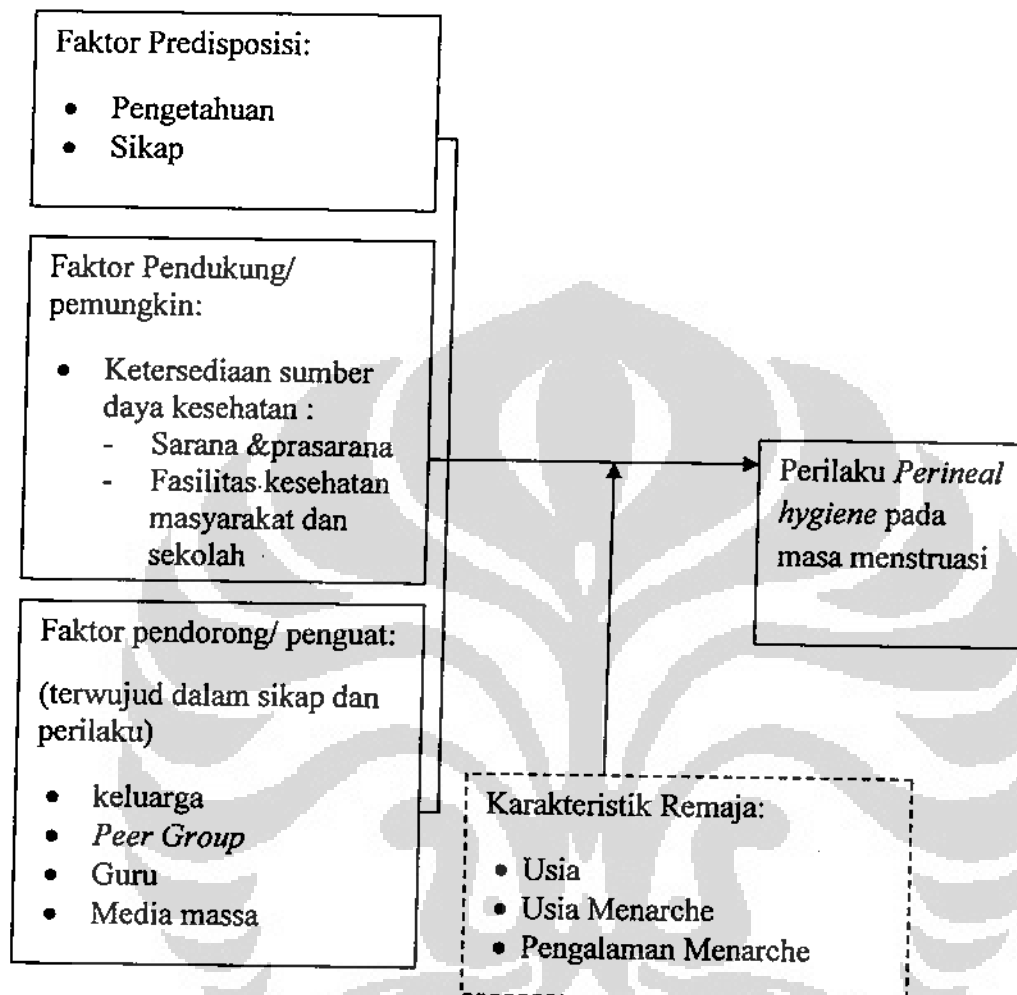 Faktor Predisposisi:
• Pengetahuan
• Sikap
Faktor Pendukung/
pemungkin:
• Ketersediaan sumber
daya kesehatan :
- Sarana &prasarana
- Fasilitas kesehatan
masyarakat dan
sekolah
Faktor pendorong/ penguat:
(terwujud dalam sikap dan
perilaku)
• keluarga
• Peer Group
• Guru
• Media massa
Perilaku Perineal
hygiene pada
masa menstruasi
Karakteristik Remaja:
• Usia
• Usia Menarche
• Pengalaman Menarche